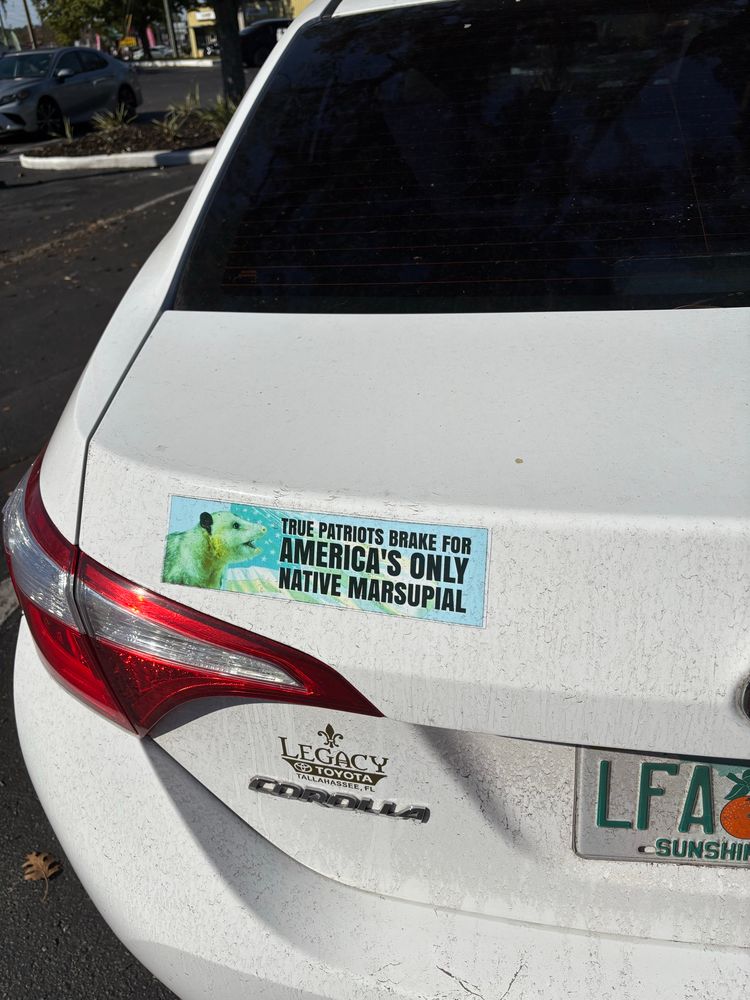 TRUE PATRIOTS BRAKE FOR
AMERICA'S ONLY
NATIVE MARSUPIAL
LEGACY
TOYOTA
TALLAHASSEE, FL
COROLLA
LFA
SUNSHIN